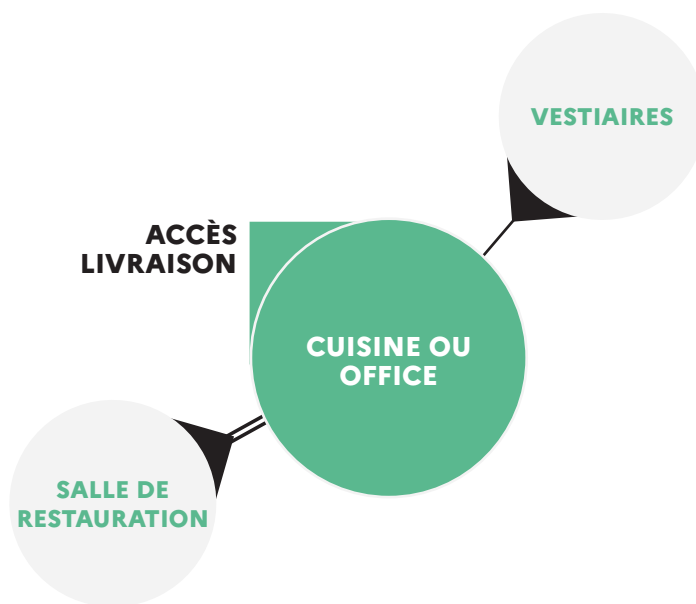 VESTIAIRES
ACCÈS
LIVRAISON
CUISINE OU
OFFICE
SALLE DE
RESTAURATION